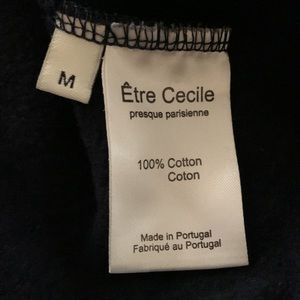 M
Être Cecile
presque parisienne
100% Cotton
Coton
Made in Portugal
Fabriqué au Portugal